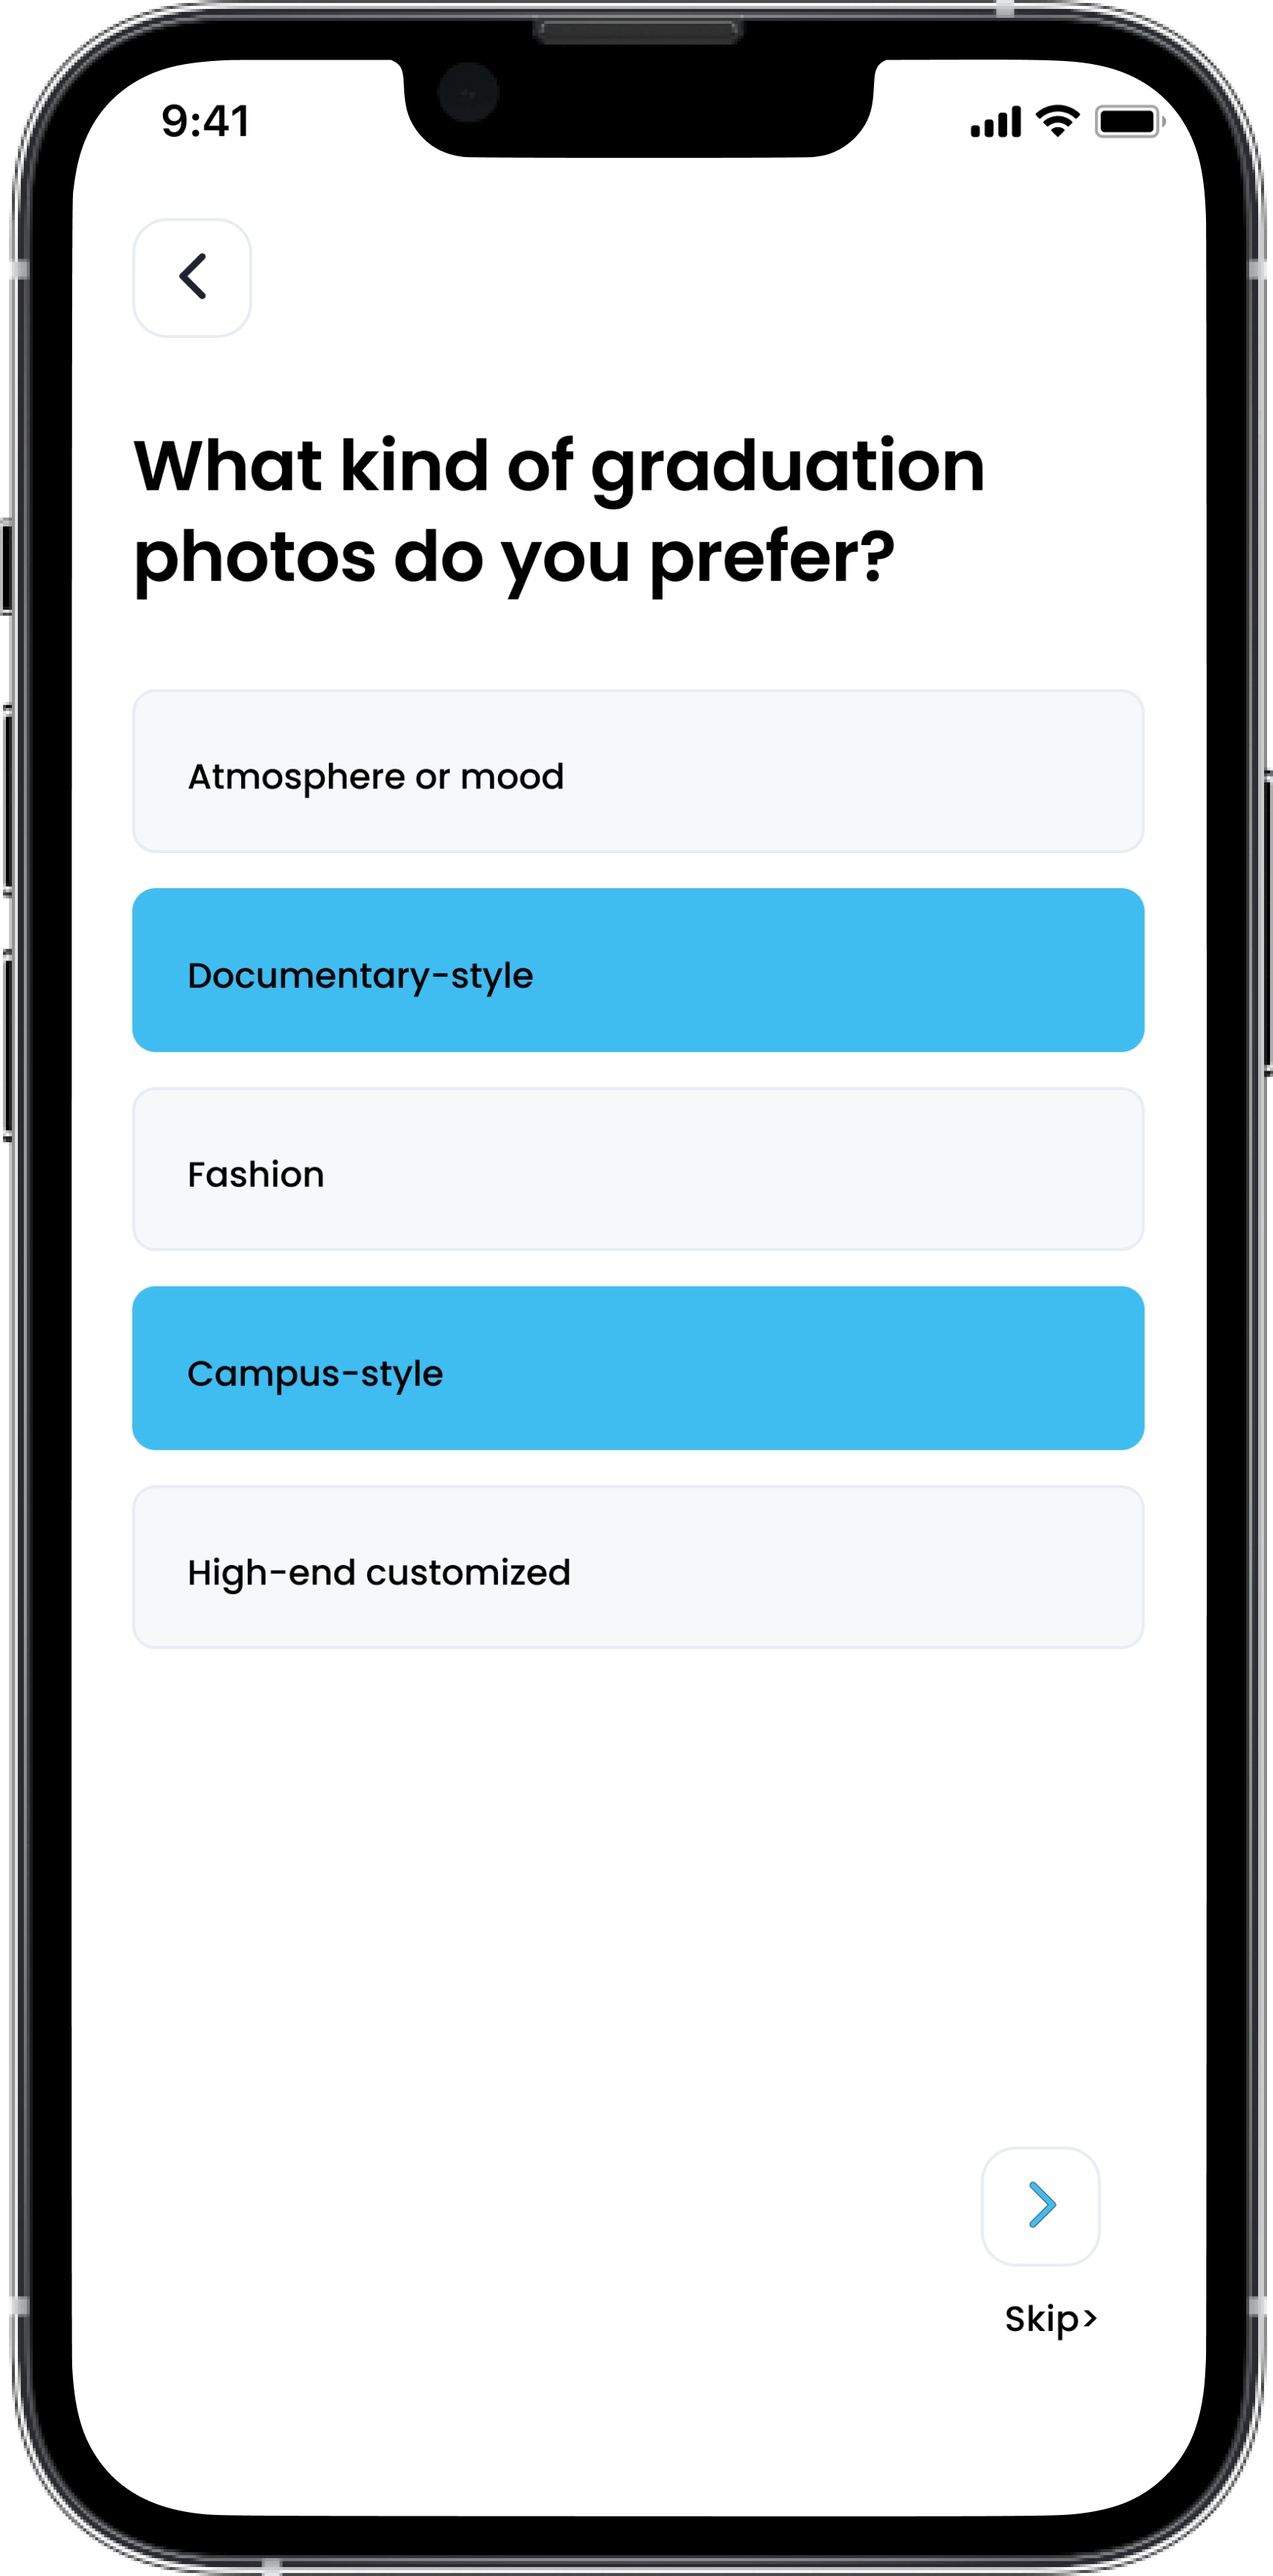 9:41
What kind of graduation
photos do you prefer?
Atmosphere or mood
Documentary-style
Fashion
Campus-style
High-end customized
Skip>